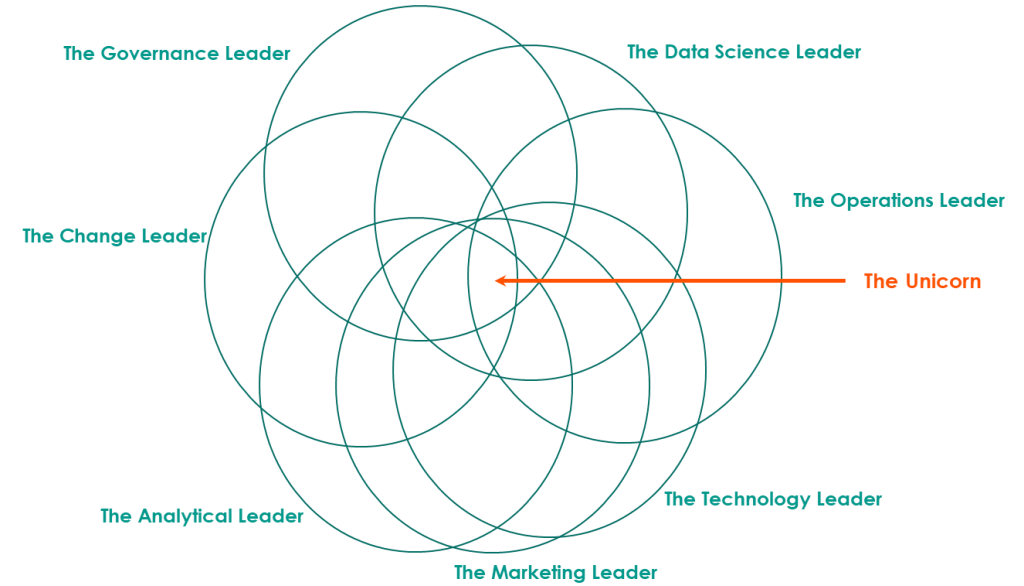 The Governance Leader
The Data Science Leader
The Operations Leader
The Change Leader
The Unicorn
The Technology Leader
The Analytical Leader
The Marketing Leader